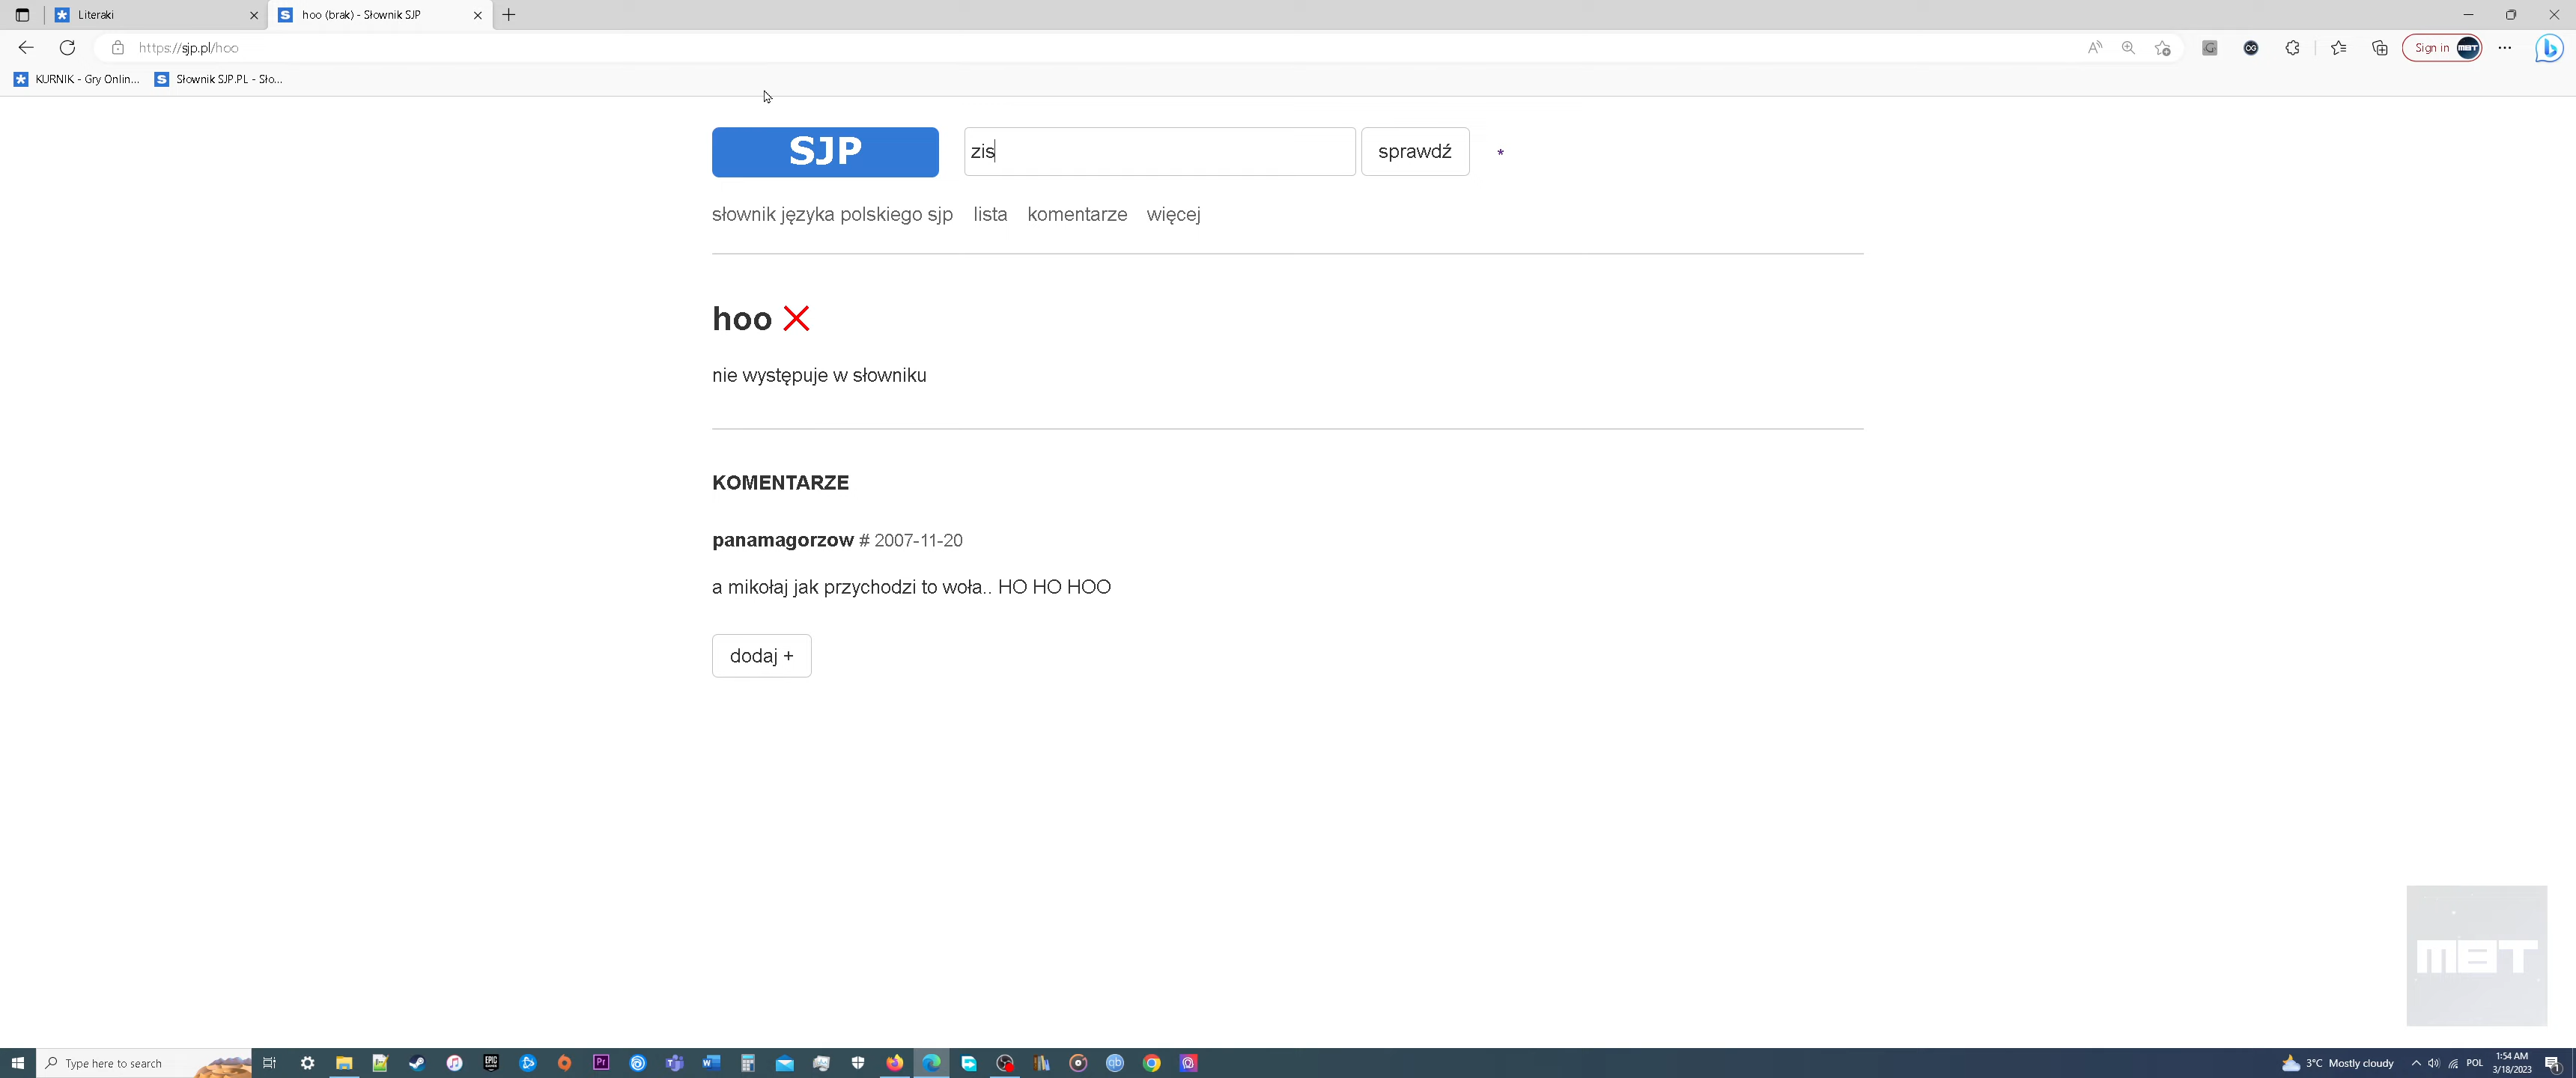 Literaki
hoo (brak) - Słownik SJP
https://sjp.pl/hoo
Sign in
KURNIK - Gry Onlin...
Słownik SJP.PL - Sło...
SJP
zis
sprawdź
*
słownik języka polskiego sjp lista komentarze więcej
hoo
nie występuje w słowniku
KOMENTARZE
panamagorzow # 2007-11-20
a mikołaj jak przychodzi to woła.. HO HO HOO
dodaj +
MBT
Type here to search
3°C Mostly cloudy
POL
1:54 AM
3/18/2023